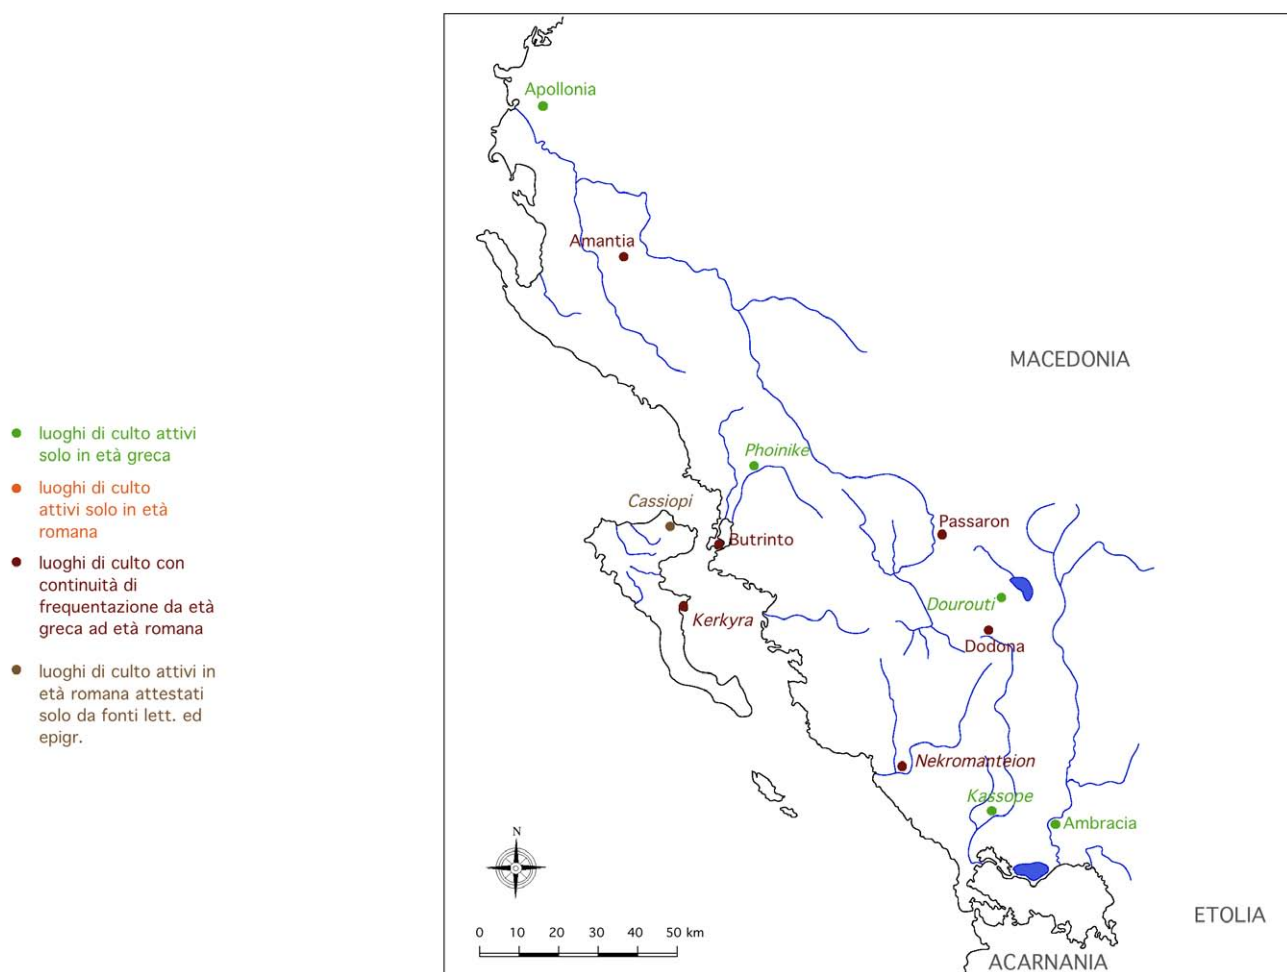 Apollonia
Amantia
MACEDONIA
luoghi di culto attivi
solo in età greca
Phoinike
luoghi di culto
attivi solo in età
romana
Cassiopi
Passaron
Butrinto
luoghi di culto con
continuità di
frequentazione da età
greca ad età romana
Dourouti
Kerkyra
Dodona
luoghi di culto attivi in
età romana attestati
solo da fonti lett. ed
epigr.
Nekromanteion
Kassope
Ambracia
N
ETOLIA
0 10 20 30 40 50 km
ACARNANIA